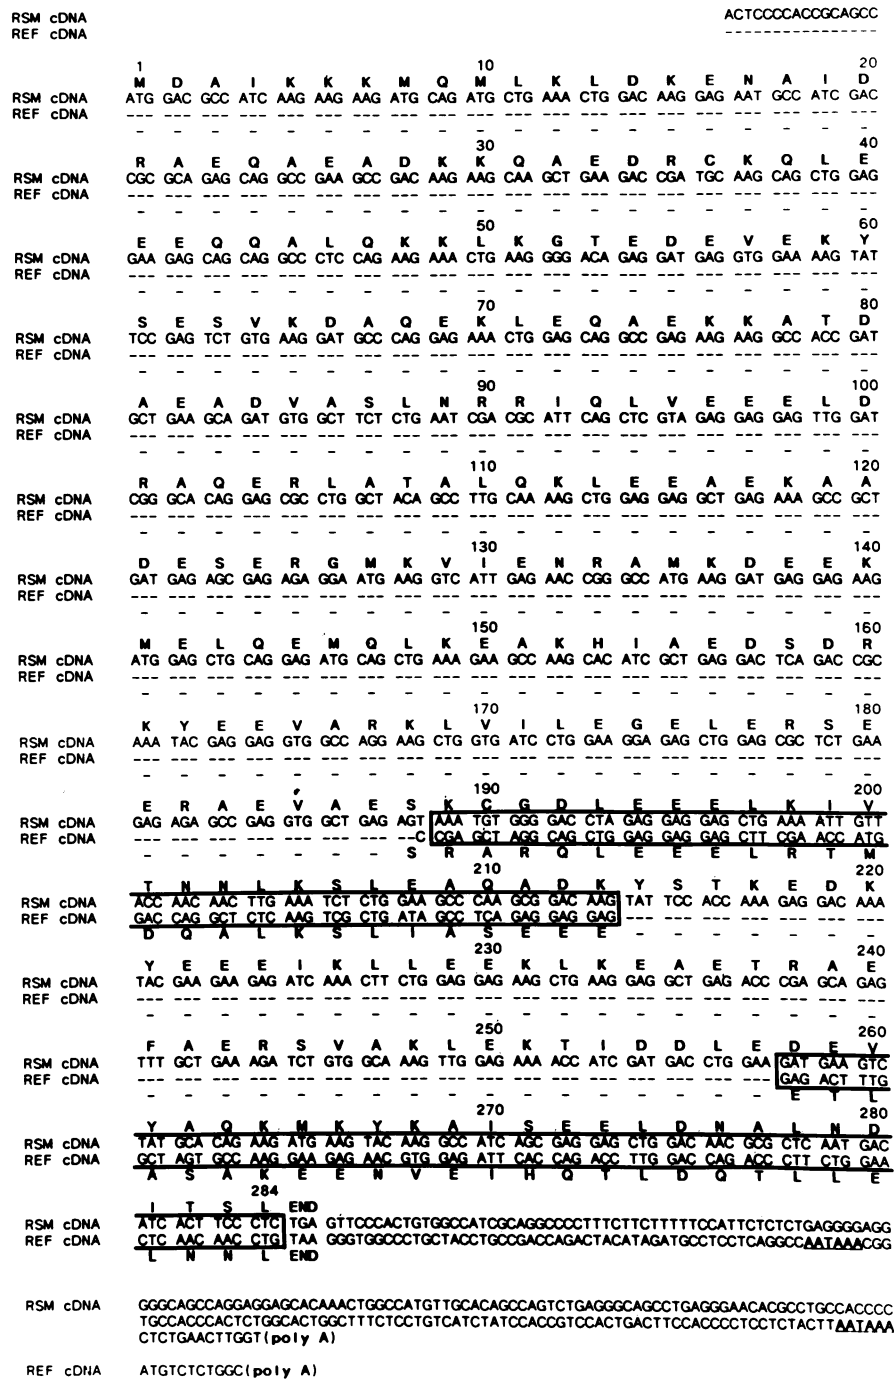 RSM cDNA ACTCCCCACCGCAGCC
REF cDNA ----------------
1 10 20
M D A I K K K M Q M L K L D K E N A I D
RSM cDNA ATG GAC GCC ATC AAG AAG AAG ATG CAG ATG CTG AAA CTG GAC AAG GAG AAT GCC ATC GAC
REF cDNA --- --- --- --- --- --- --- --- --- --- --- --- --- --- --- --- --- --- --- ---
- - - - - - - - - - - - - - - - - - - -
30 40
R A E Q A E A D K K Q A E D R C K Q L E
RSM cDNA CGC GCA GAG CAG GCC GAA GCC GAC AAG AAG CAA GCT GAA GAC CGA TGC AAG CAG CTG GAG
REF cDNA --- --- --- --- --- --- --- --- --- --- --- --- --- --- --- --- --- --- --- ---
- - - - - - - - - - - - - - - - - - - -
50 60
E E Q Q A L Q K K L K G T E D E V E K Y
RSM cDNA GAA GAG CAG CAG GCC CTC CAG AAG AAA CTG AAG GGG ACA GAG GAT GAG GTG GAA AAG TAT
REF cDNA --- --- --- --- --- --- --- --- --- --- --- --- --- --- --- --- --- --- --- ---
- - - - - - - - - - - - - - - - - - - -
70 80
S E S V K D A Q E K L E Q A E K K A T D
RSM cDNA TCC GAG TCT GTG AAG GAT GCC CAG GAG AAA CTG GAG CAG GCC GAG AAG AAG GCC ACC GAT
REF cDNA --- --- --- --- --- --- --- --- --- --- --- --- --- --- --- --- --- --- --- ---
- - - - - - - - - - - - - - - - - - - -
90 100
A E A D V A S L N R R I Q L V E E E L D
RSM cDNA GCT GAA GCA GAT GTG GCT TCT CTG AAT CGA CGC ATT CAG CTC GTA GAG GAG GAG TTG GAT
REF cDNA --- --- --- --- --- --- --- --- --- --- --- --- --- --- --- --- --- --- --- ---
- - - - - - - - - - - - - - - - - - - -
110 120
R A Q E R L A T A L Q K L E E A E K A A
RSM cDNA CGG GCA CAG GAG CGC CTG GCT ACA GCC TTG CAA AAG CTG GAG GAG GCT GAG AAA GCC GCT
REF cDNA --- --- --- --- --- --- --- --- --- --- --- --- --- --- --- --- --- --- --- ---
- - - - - - - - - - - - - - - - - - - -
130 140
D E S E R G M K V I E N R A M K D E E K
RSM cDNA GAT GAG AGC GAG AGA GGA ATG AAG GTC ATT GAG AAC CGG GCC ATG AAG GAT GAG GAG AAG
REF cDNA --- --- --- --- --- --- --- --- --- --- --- --- --- --- --- --- --- --- --- ---
- - - - - - - - - - - - - - - - - - - -
150 160
M E L Q E M Q L K E A K H I A E D S D R
RSM cDNA ATG GAG CTG CAG GAG ATG CAG CTG AAA GAA GCC AAG CAC ATC GCT GAG GAC TCA GAC CGC
REF cDNA --- --- --- --- --- --- --- --- --- --- --- --- --- --- --- --- --- --- --- ---
- - - - - - - - - - - - - - - - - - - -
170 180
K Y E E V A R K L V I L E G E L E R S E
RSM cDNA AAA TAC GAG GAG GTG GCC AGG AAG CTG GTG ATC CTG GAA GGA GAG CTG GAG CGC TCT GAA
REF cDNA --- --- --- --- --- --- --- --- --- --- --- --- --- --- --- --- --- --- --- ---
- - - - - - - - - - - - - - - - - - - -
190 200
E R A E V A E S K C G D L E E E L K I V
RSM cDNA GAG AGA GCC GAG GTG GCT GAG AGT AAA TGT GGG GAC CTA GAG GAG GAG CTG AAA ATT GTT
REF cDNA --- --- --- --- --- --- --- --C CGA GCT AGG CAG CTG GAG GAG GAG CTT CGA ACC ATG
- - - - - - - S R A R Q L E E E L R T M
210 220
T N N L K S L E A Q A D K Y S T K E D K
RSM cDNA ACC AAC AAC TTG AAA TCT CTG GAA GCC CAA GCG GAC AAG TAT TCC ACC AAA GAG GAC AAA
REF cDNA GAC CAG GCT CTC AAG TCG CTG ATA GCC TCA GAG GAG GAG --- --- --- --- --- --- ---
D Q A L K S L I A S E E E - - - - - - -
230 240
Y E E E I K L L E E K L K E A E T R A E
RSM cDNA TAC GAA GAA GAG ATC AAA CTT CTG GAG GAG AAG CTG AAG GAG GCT GAG ACC CGA GCA GAG
REF cDNA --- --- --- --- --- --- --- --- --- --- --- --- --- --- --- --- --- --- --- ---
- - - - - - - - - - - - - - - - - - - -
250 260
F A E R S V A K L E K T I D D L E D E V
RSM cDNA TTT GCT GAA AGA TCT GTG GCA AAG TTG GAG AAA ACC ATC GAT GAC CTG GAA GAT GAA GTC
REF cDNA --- --- --- --- --- --- --- --- --- --- --- --- --- --- --- --- --- GAG ACT TTG
- - - - - - - - - - - - - - - - - E T L
270 280
Y A Q K M K Y K A I S E E L D N A L N D
RSM cDNA TAT GCA CAG AAG ATG AAG TAC AAG GCC ATC AGC GAG GAG CTG GAC AAC GCG CTC AAT GAC
REF cDNA GCT AGT GCC AAG GAA GAG AAC GTG GAG ATT CAC CAG ACC TTG GAC CAG ACC CTT CTG GAA
A S A K E E N V E I H Q T L D Q T L L E
284
I T S L END
RSM cDNA ATC ACT TCC CTC TGA GTTCCCACTGTGGCCATCGCAGGCCCCTTTCTTCTTTTTCCATTCTCTCTGAGGGGAGG
REF cDNA CTC AAC AAC CTG TAA GGGTGGCCCTGCTACCTGCCGACCAGACTACATAGATGCCTCCTCAGGCCAATAAACGG
L N N L END
RSM cDNA GGGCAGCCAGGAGGAGCACAAACTGGCCATGTTGCACAGCCAGTCTGAGGGCAGCCTGAGGGAACACGCCTGCCACCCC
TGCCACCCACTCTGGCACTGGCTTTCTCCTGTCATCTATCCACCGTCCACTGACTTCCACCCCTCCTCTACTTAATAAA
CTCTGAACTTGGT(poly A)
REF cDNA ATGTCTCTGGC(poly A)